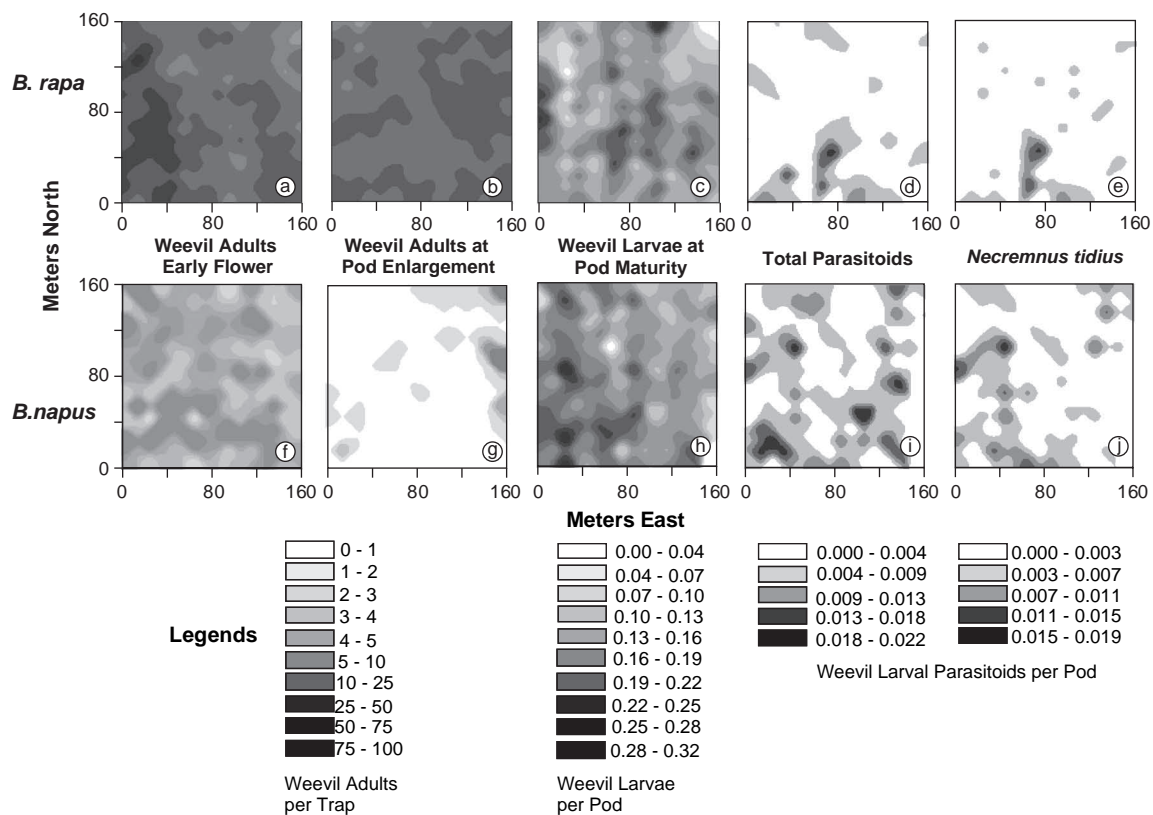 160
80
0
B. rapa
a
b
c
d
e
0 80 160
0 80 160
0 80 160
0 80 160
0 80 160
Meters North
Weevil Adults
Early Flower
Weevil Adults at
Pod Enlargement
Weevil Larvae at
Pod Maturity
Total Parasitoids
Necremnus tidius
160
80
0
B.napus
f
g
h
i
j
0 80 160
0 80 160
0 80 160
0 80 160
0 80 160
Meters East
Legends
0 - 1
1 - 2
2 - 3
3 - 4
4 - 5
5 - 10
10 - 25
25 - 50
50 - 75
75 - 100
Weevil Adults
per Trap
0.00 - 0.04
0.04 - 0.07
0.07 - 0.10
0.10 - 0.13
0.13 - 0.16
0.16 - 0.19
0.19 - 0.22
0.22 - 0.25
0.25 - 0.28
0.28 - 0.32
Weevil Larvae
per Pod
0.000 - 0.004
0.004 - 0.009
0.009 - 0.013
0.013 - 0.018
0.018 - 0.022
0.000 - 0.003
0.003 - 0.007
0.007 - 0.011
0.011 - 0.015
0.015 - 0.019
Weevil Larval Parasitoids per Pod